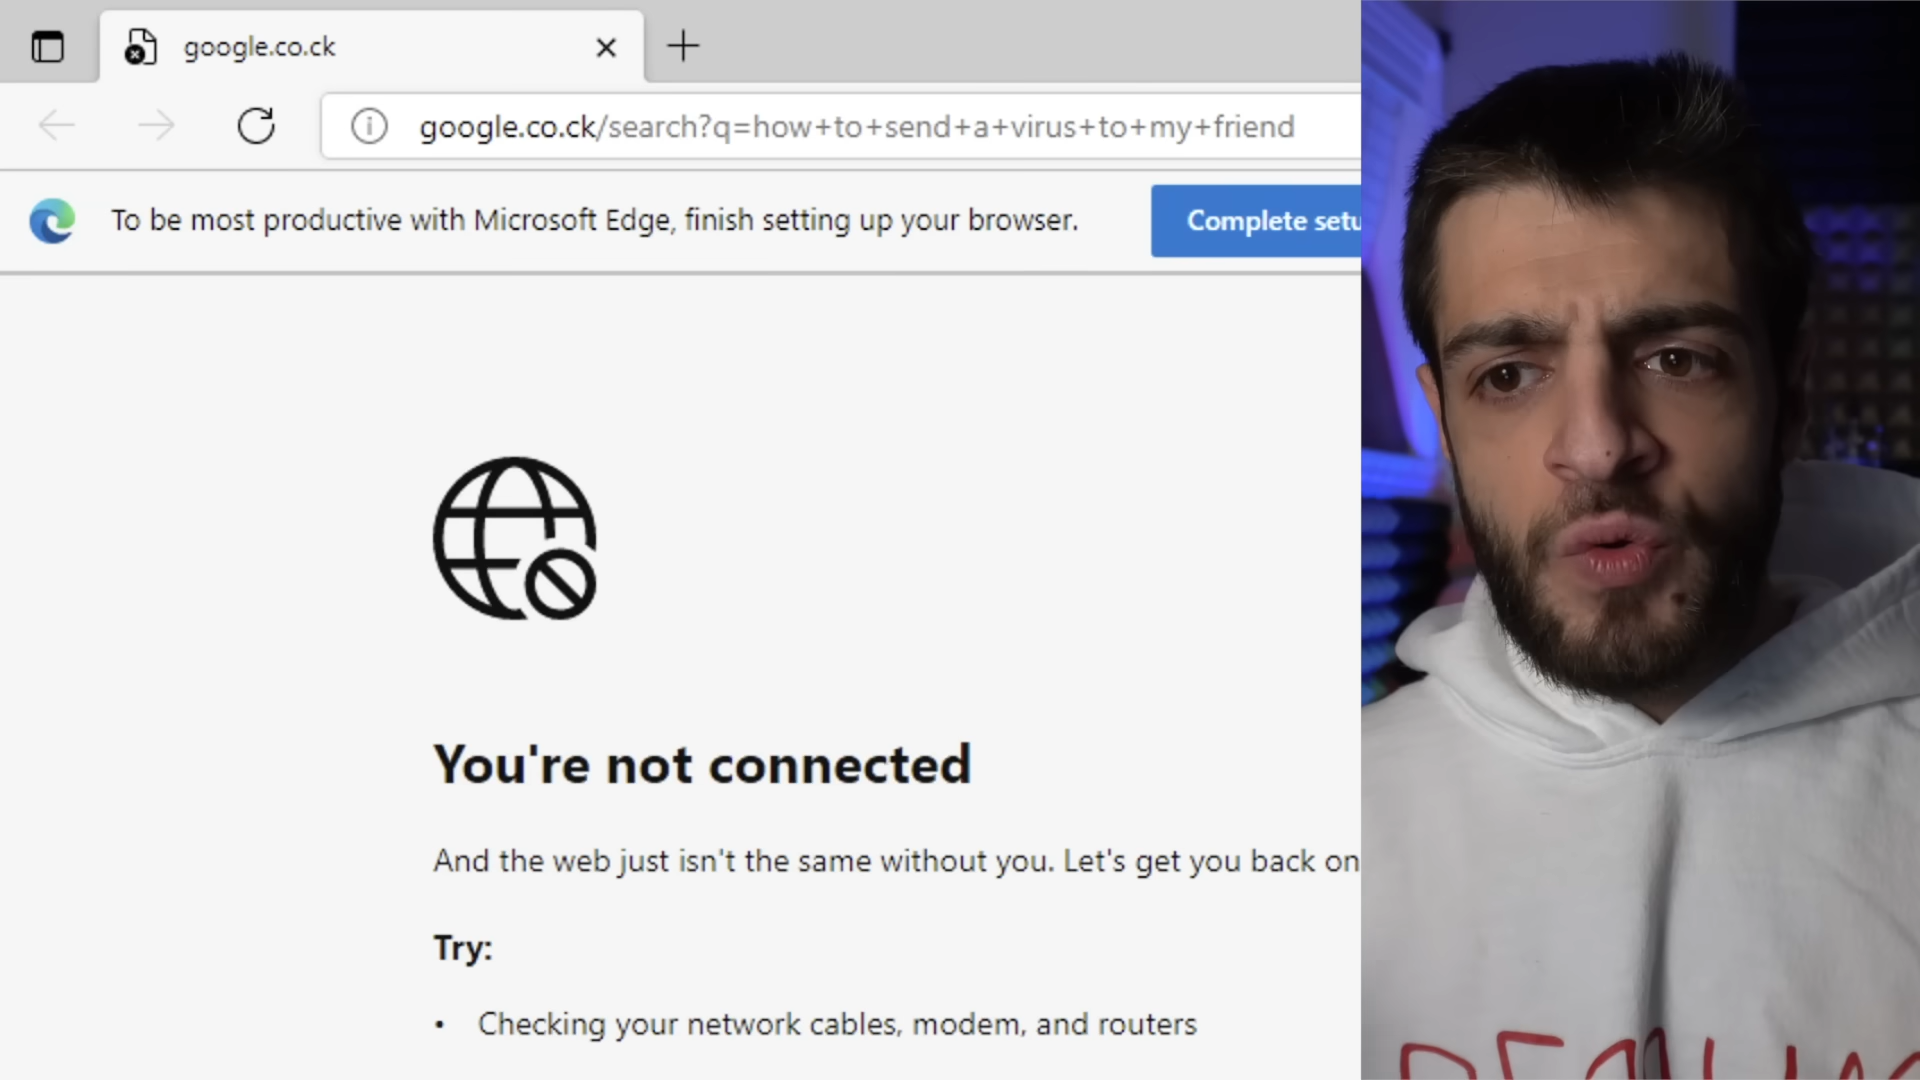 google.co.ck
google.co.ck/search?q=how+to+send+a+virus+to+my+friend
To be most productive with Microsoft Edge, finish setting up your browser.
Complete setu
You're not connected
And the web just isn't the same without you. Let's get you back on
Try:
• Checking your network cables, modem, and routers